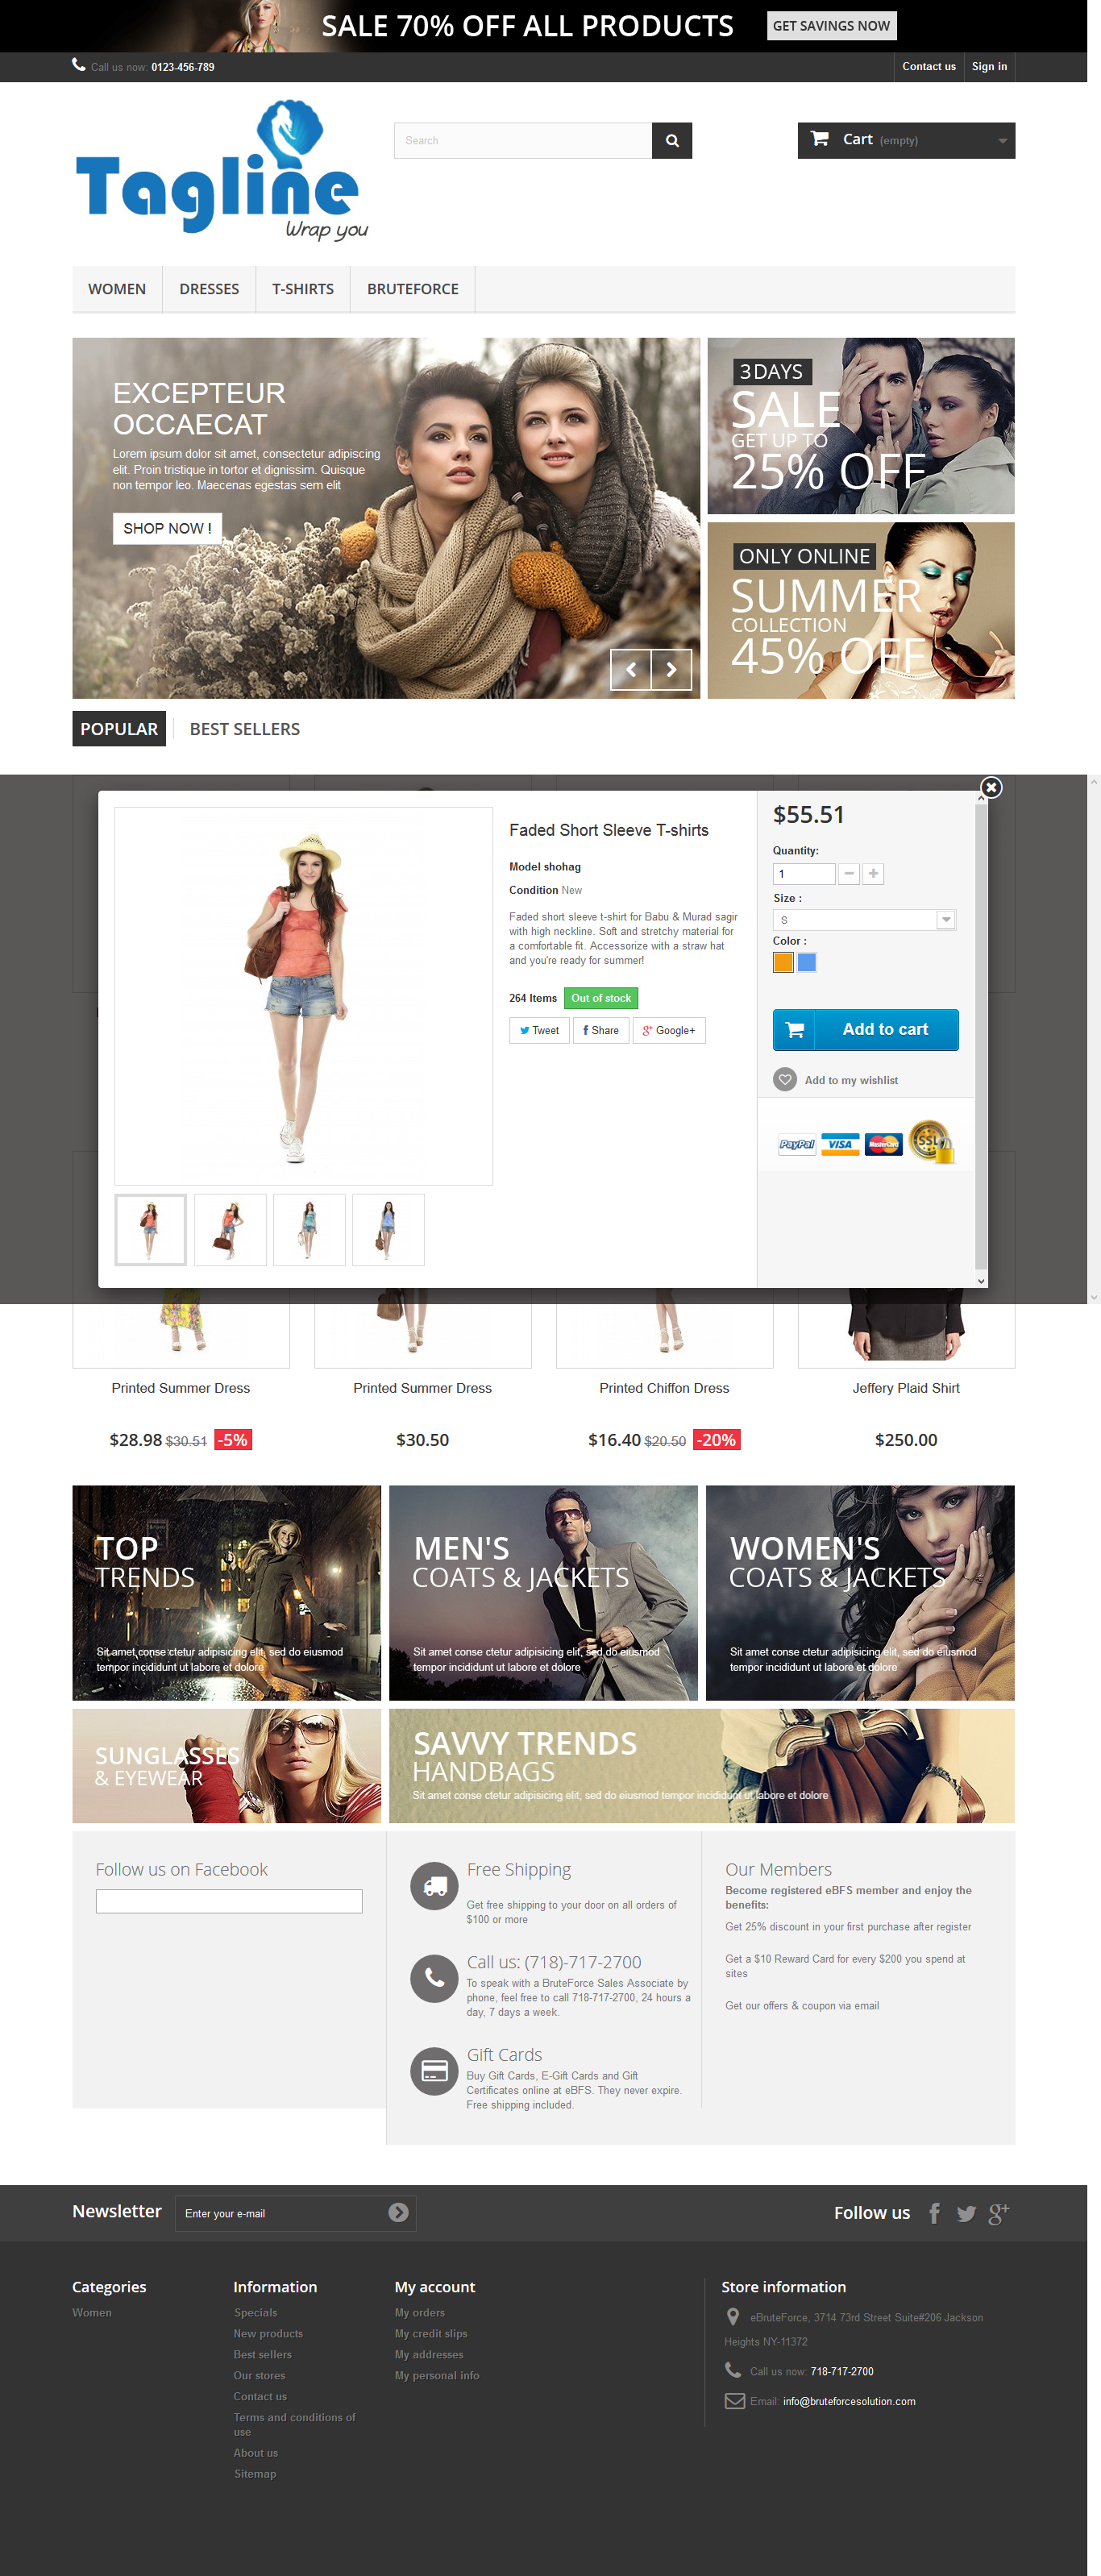 SALE 70% OFF ALL PRODUCTS GET SAVINGS NOW
Call us now: 0123-456-789
Contact us Sign in
Tagline
Wrap you
Search
Cart (empty)
WOMEN DRESSES T-SHIRTS BRUTEFORCE
EXCEPTEUR
OCCAECAT
Lorem ipsum dolor sit amet, consectetur adipiscing
elit. Proin tristique in tortor et dignissim. Quisque
non tempor leo. Maecenas egestas sem elit
SHOP NOW !
3DAYS
SALE
GET UP TO
25% OFF
ONLY ONLINE
SUMMER
COLLECTION
45% OFF
POPULAR BEST SELLERS
Faded Short Sleeve T-shirts
Model shohag
Condition New
Faded short sleeve t-shirt for Babu & Murad sagir
with high neckline. Soft and stretchy material for
a comfortable fit. Accessorize with a straw hat
and you're ready for summer!
264 Items Out of stock
Tweet Share Google+
$55.51
Quantity:
1
Size :
S
Color :
Add to cart
Add to my wishlist
PayPal VISA MasterCard SSL
Printed Summer Dress
$28.98 $30.51 -5%
Printed Summer Dress
$30.50
Printed Chiffon Dress
$16.40 $20.50 -20%
Jeffery Plaid Shirt
$250.00
TOP
TRENDS
Sit amet conse ctetur adipisicing elit, sed do eiusmod
tempor incididunt ut labore et dolore
MEN'S
COATS & JACKETS
Sit amet conse ctetur adipisicing elit, sed do eiusmod
tempor incididunt ut labore et dolore
WOMEN'S
COATS & JACKETS
Sit amet conse ctetur adipisicing elit, sed do eiusmod
tempor incididunt ut labore et dolore
SUNGLASSES
& EYEWEAR
SAVVY TRENDS
HANDBAGS
Sit amet conse ctetur adipisicing elit, sed do eiusmod tempor incididunt ut labore et dolore
Follow us on Facebook
Free Shipping
Get free shipping to your door on all orders of
$100 or more
Call us: (718)-717-2700
To speak with a BruteForce Sales Associate by
phone, feel free to call 718-717-2700, 24 hours a
day, 7 days a week.
Gift Cards
Buy Gift Cards, E-Gift Cards and Gift
Certificates online at eBFS. They never expire.
Free shipping included.
Our Members
Become registered eBFS member and enjoy the
benefits:
Get 25% discount in your first purchase after register
Get a $10 Reward Card for every $200 you spend at
sites
Get our offers & coupon via email
Newsletter Enter your e-mail
Follow us
Categories
Women
Information
Specials
New products
Best sellers
Our stores
Contact us
Terms and conditions of
use
About us
Sitemap
My account
My orders
My credit slips
My addresses
My personal info
Store information
eBruteForce, 3714 73rd Street Suite#206 Jackson
Heights NY-11372
Call us now: 718-717-2700
Email: info@bruteforcesolution.com